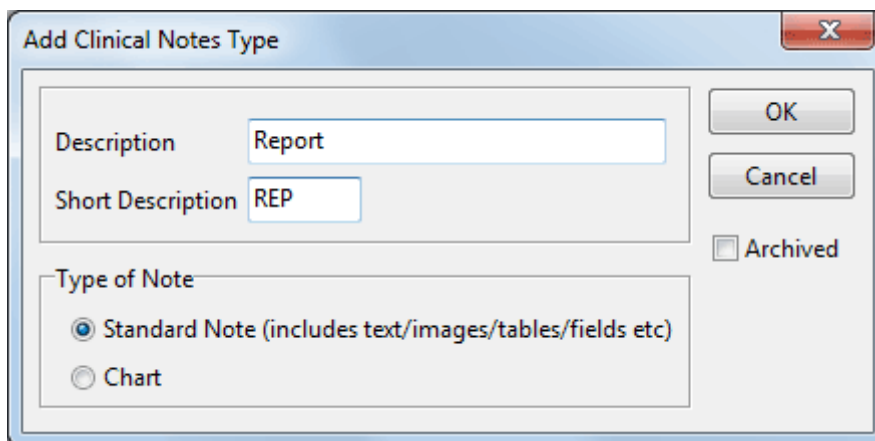 Add Clinical Notes Type
Description Report
Short Description REP
OK
Cancel
Archived
Type of Note
Standard Note (includes text/images/tables/fields etc)
Chart